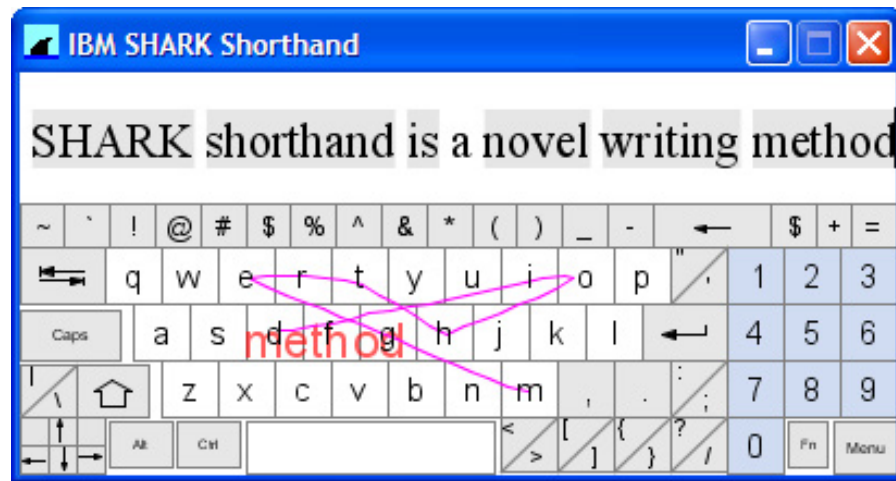 IBM SHARK Shorthand
SHARK shorthand is a novel writing method
~ ` ! @ # $ % ^ & * ( ) _ - ← $ + =
q w e r t y u i o p " ' 1 2 3
Caps a s d f g h j k l 4 5 6
method
| \ z x c v b n m , . : ; 7 8 9
Alt Ctrl < > [ ] { } ? / 0 Fn Menu